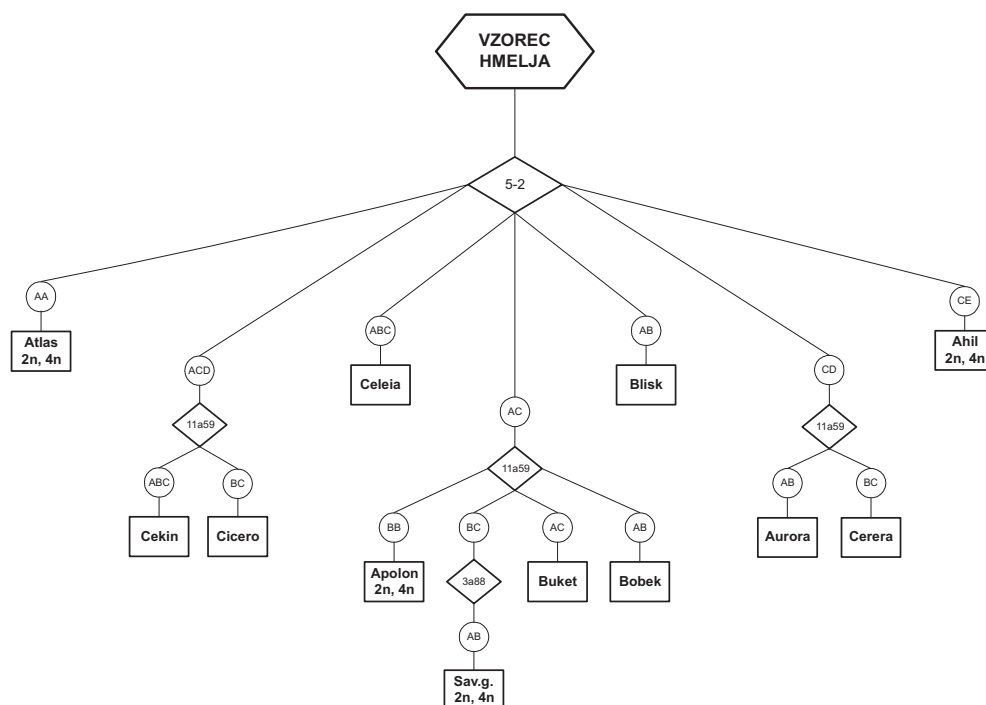 VZOREC
HMELJA
5-2
AA
CE
Atlas
2n, 4n
ABC
AB
Ahil
2n, 4n
ACD
Celeia
Blisk
CD
AC
11a59
11a59
11a59
ABC
BC
AB
BC
BB
BC
AC
AB
Cekin
Cicero
Aurora
Cerera
Apolon
2n, 4n
3a88
Buket
Bobek
AB
Sav.g.
2n, 4n